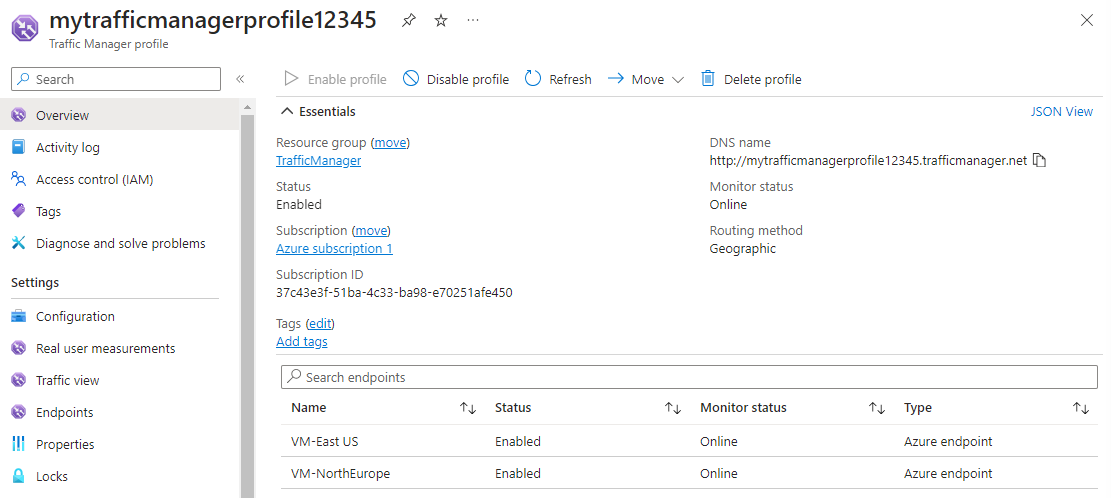 mytrafficmanagerprofile12345 ...
Traffic Manager profile
Search
Overview
Activity log
Access control (IAM)
Tags
Diagnose and solve problems
Settings
Configuration
Real user measurements
Traffic view
Endpoints
Properties
Locks
Enable profile Disable profile Refresh Move Delete profile
Essentials JSON View
Resource group (move)
TrafficManager
Status
Enabled
Subscription (move)
Azure subscription 1
Subscription ID
37c43e3f-51ba-4c33-ba98-e70251afe450
Tags (edit)
Add tags
DNS name
http://mytrafficmanagerprofile12345.trafficmanager.net
Monitor status
Online
Routing method
Geographic
Search endpoints
Name Status Monitor status Type
VM-East US Enabled Online Azure endpoint
VM-NorthEurope Enabled Online Azure endpoint